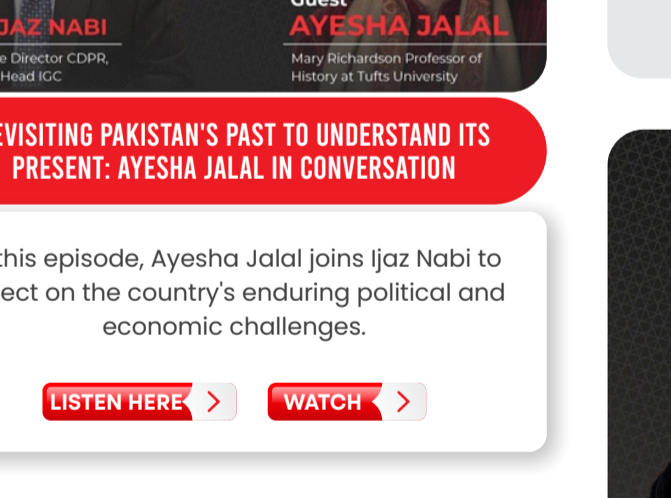 Guest
JAZ NABI
AYESHA JALAL
e Director CDPR,
Head IGC
Mary Richardson Professor of
History at Tufts University
EVISITING PAKISTAN'S PAST TO UNDERSTAND ITS
PRESENT: AYESHA JALAL IN CONVERSATION
this episode, Ayesha Jalal joins Ijaz Nabi to
ect on the country's enduring political and
economic challenges.
LISTEN HERE
WATCH